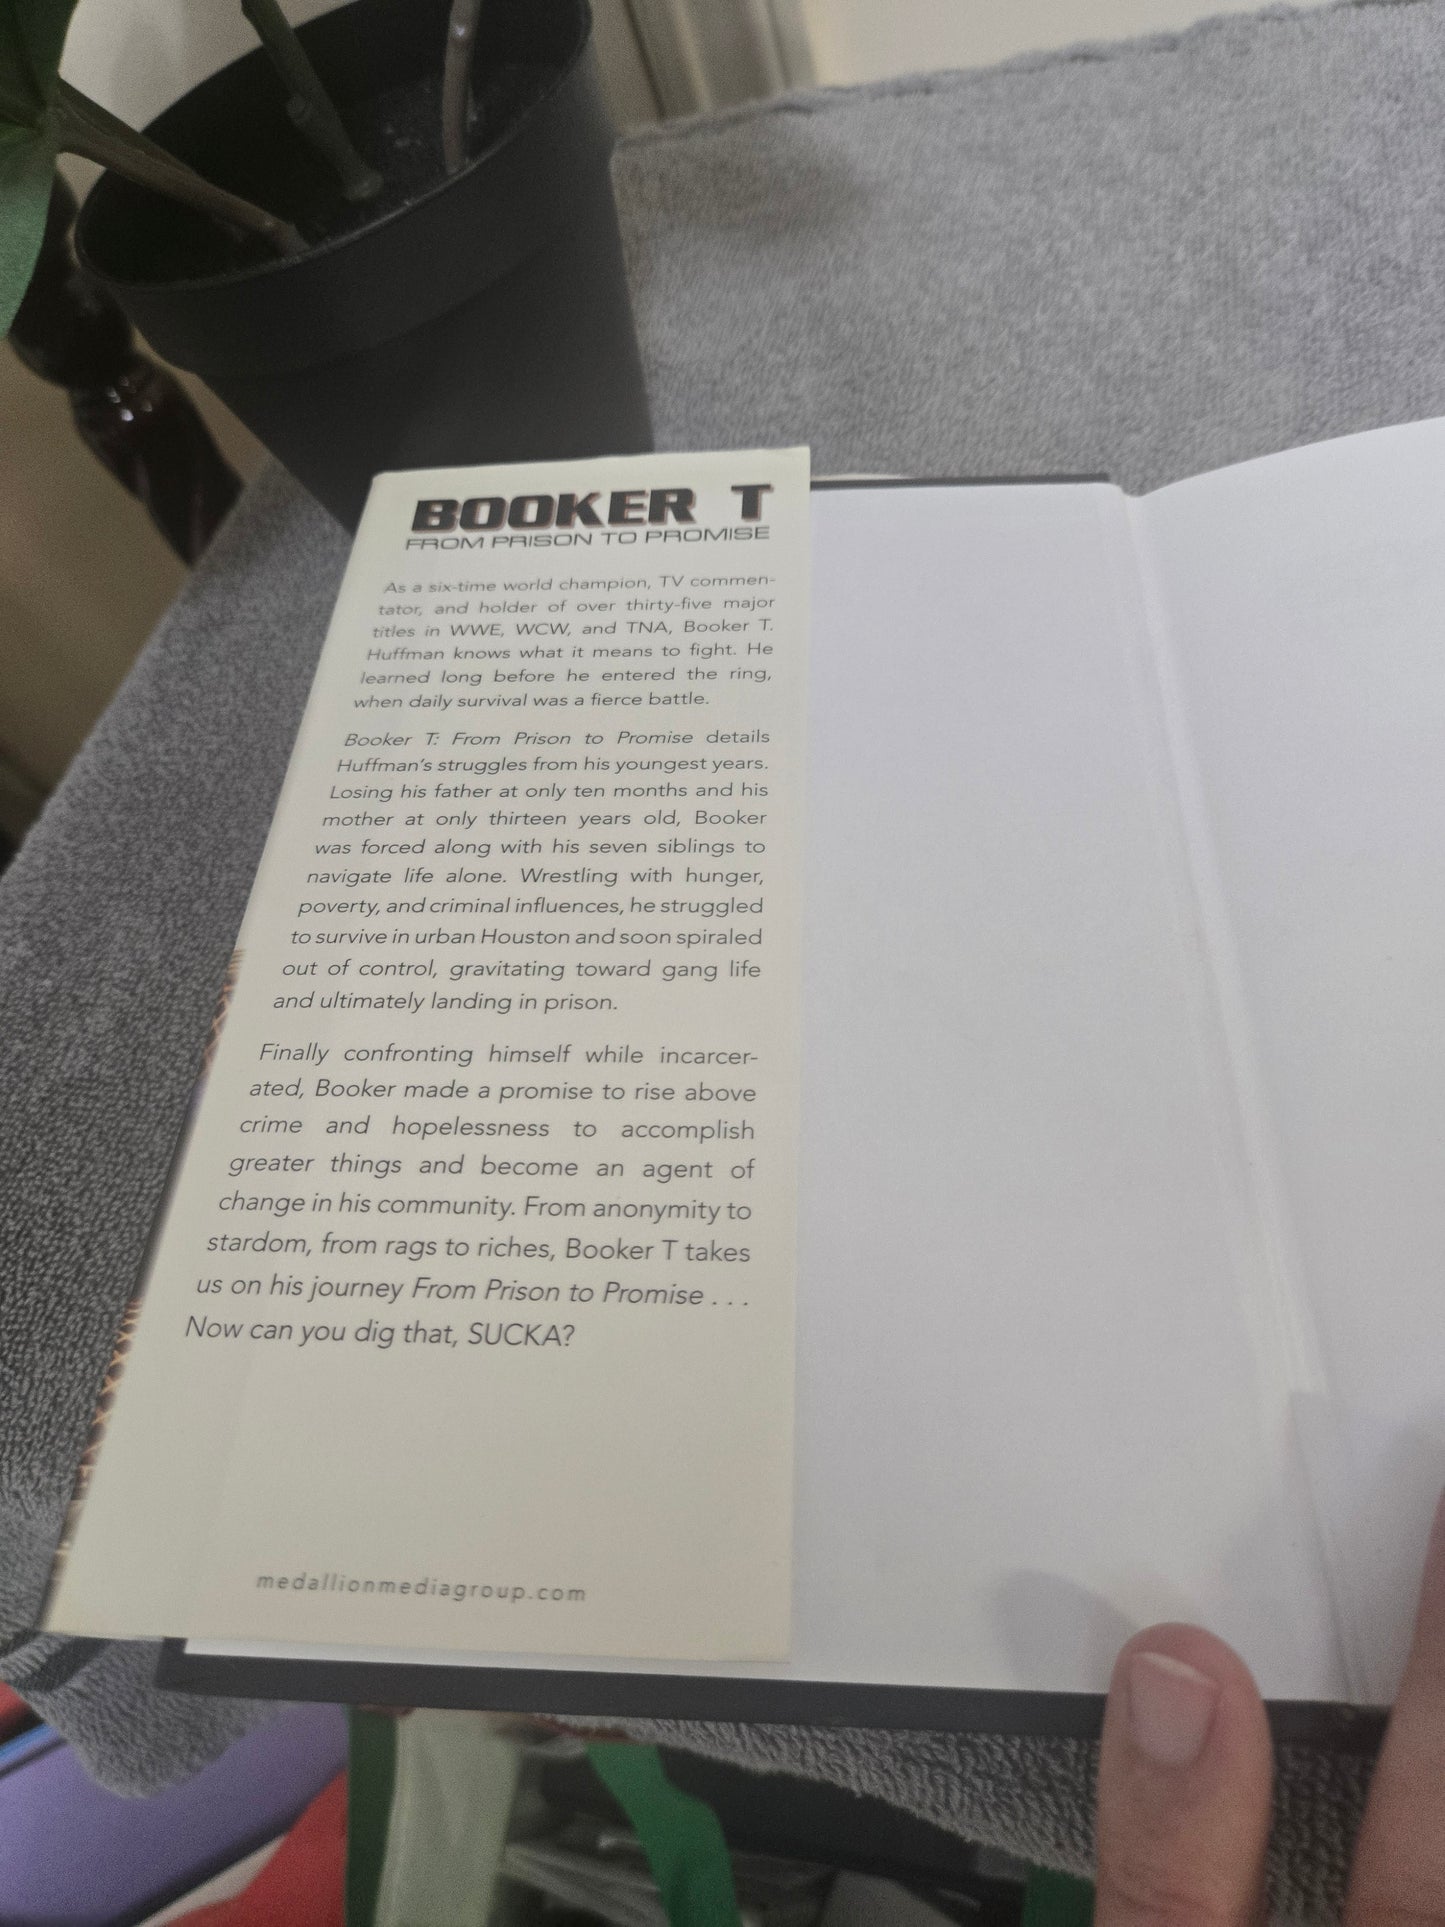 BOOKER T
FROM PRISON TO PROMISE
As a six-time world champion, TV commen-
tator, and holder of over thirty-five major
titles in WWE, WCW, and TNA, Booker T.
Huffman knows what it means to fight. He
learned long before he entered the ring,
when daily survival was a fierce battle.
Booker T: From Prison to Promise details
Huffman's struggles from his youngest years.
Losing his father at only ten months and his
mother at only thirteen years old, Booker
was forced along with his seven siblings to
navigate life alone. Wrestling with hunger,
poverty, and criminal influences, he struggled
to survive in urban Houston and soon spiraled
out of control, gravitating toward gang life
and ultimately landing in prison.
Finally confronting himself while incarcer-
ated, Booker made a promise to rise above
crime and hopelessness to accomplish
greater things and become an agent of
change in his community. From anonymity to
stardom, from rags to riches, Booker T takes
us on his journey From Prison to Promise . . .
Now can you dig that, SUCKA?
medallionmediagroup.com